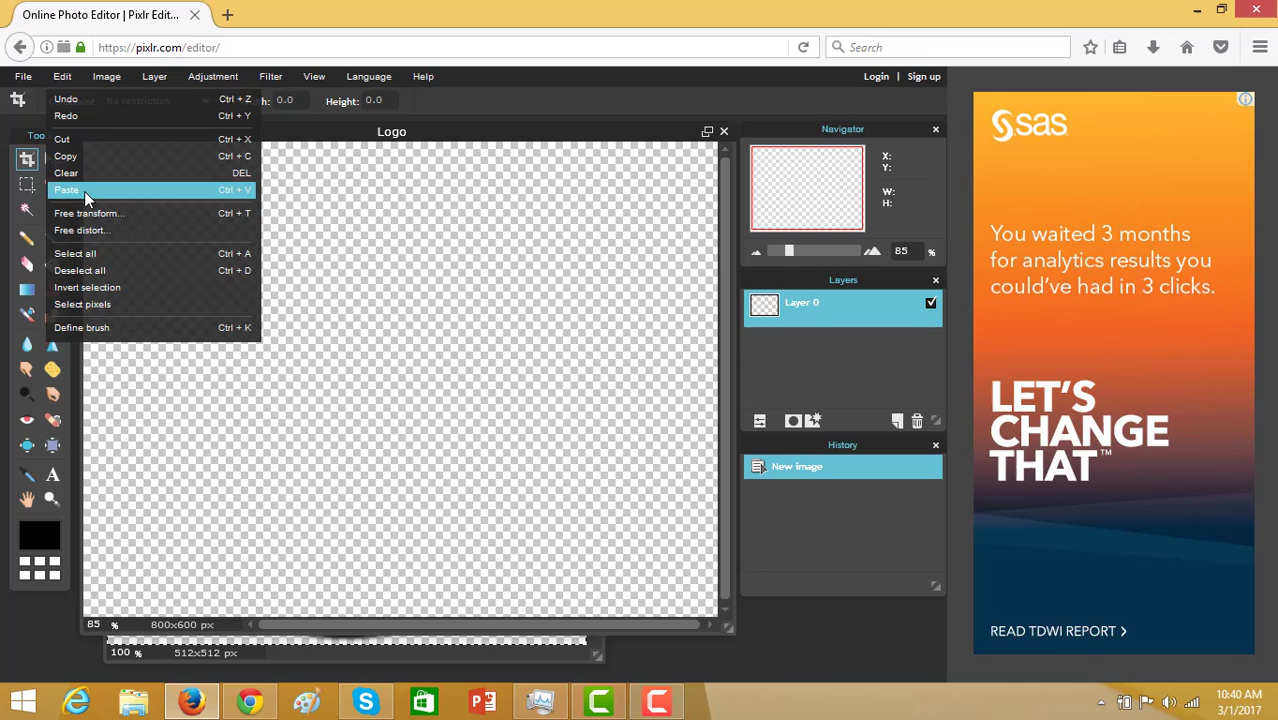 Online Photo Editor | Pixlr Edit...
https://pixlr.com/editor/
Search
File Edit Image Layer Adjustment Filter View Language Help
Login Sign up
No restriction 0.0 Height: 0.0
Undo Ctrl + Z
Redo Ctrl + Y
Cut Ctrl + X
Copy Ctrl + C
Clear DEL
Paste Ctrl + V
Free transform... Ctrl + T
Free distort...
Select all Ctrl + A
Deselect all Ctrl + D
Invert selection
Select pixels
Define brush Ctrl + K
Logo
85 % 800x600 px
100 % 512x512 px
Navigator
X:
Y:
W:
H:
85 %
Layers
Layer 0
History
New image
sas
You waited 3 months
for analytics results you
could've had in 3 clicks.
LET'S
CHANGE
THAT™
READ TDWI REPORT >
10:40 AM
3/1/2017